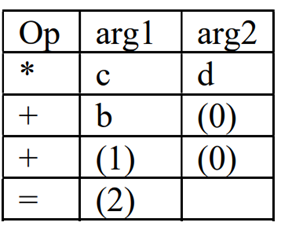 Op arg1 arg2
* c d
+ b (0)
+ (1) (0)
= (2)